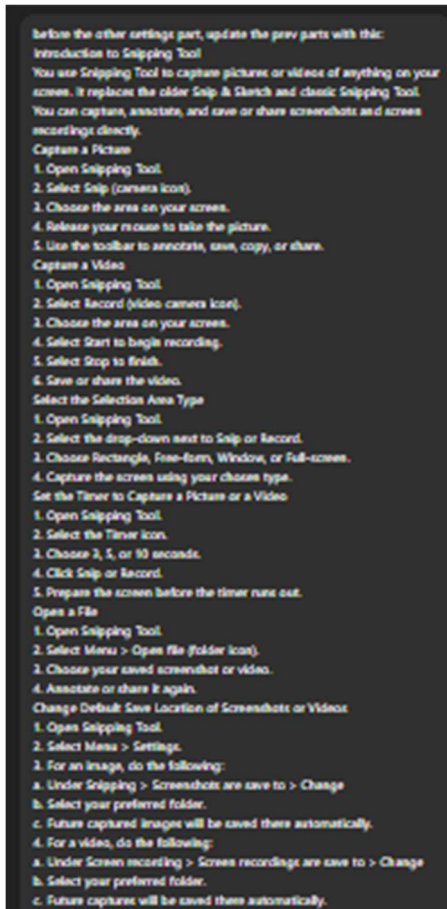 before the other settings part, update the prev parts with this:
Introduction to Snipping Tool
You use Snipping Tool to capture pictures or videos of anything on your
screen. It replaces the older Snip & Sketch and classic Snipping Tool.
You can capture, annotate, and save or share screenshots and screen
recordings directly.
Capture a Picture
1. Open Snipping Tool.
2. Select Snip (camera icon).
3. Choose the area on your screen.
4. Release your mouse to take the picture.
5. Use the toolbar to annotate, save, copy, or share.
Capture a Video
1. Open Snipping Tool.
2. Select Record (video camera icon).
3. Choose the area on your screen.
4. Select Start to begin recording.
5. Select Stop to finish.
6. Save or share the video.
Select the Selection Area Type
1. Open Snipping Tool.
2. Select the drop-down next to Snip or Record.
3. Choose Rectangle, Free-form, Window, or Full-screen.
4. Capture the screen using your chosen type.
Set the Timer to Capture a Picture or a Video
1. Open Snipping Tool.
2. Select the Timer icon.
3. Choose 3, 5, or 10 seconds.
4. Click Snip or Record.
5. Prepare the screen before the timer runs out.
Open a File
1. Open Snipping Tool.
2. Select Menu > Open file (folder icon).
3. Choose your saved screenshot or video.
4. Annotate or share it again.
Change Default Save Location of Screenshots or Videos
1. Open Snipping Tool.
2. Select Menu > Settings.
3. For an image, do the following:
a. Under Snipping > Screenshots are save to > Change
b. Select your preferred folder.
c. Future captured images will be saved there automatically.
4. For a video, do the following:
a. Under Screen recording > Screen recordings are save to > Change
b. Select your preferred folder.
c. Future captures will be saved there automatically.